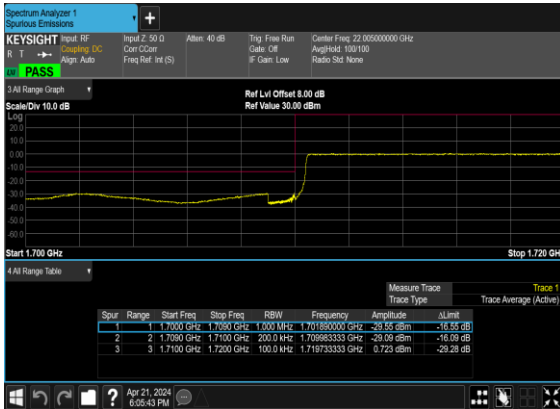 Spectrum Analyzer 1
Spurious Emissions
KEYSIGHT
R T
LXI PASS
Input: RF
Coupling: DC
Align: Auto
Input Z: 50 Ω
Corr CCorr
Freq Ref: Int (S)
Atten: 40 dB
Trig: Free Run
Gate: Off
IF Gain: Low
Center Freq: 22.005000000 GHz
Avg|Hold: 100/100
Radio Std: None
3 All Range Graph
Scale/Div 10.0 dB
Ref Lvl Offset 8.00 dB
Ref Value 30.00 dBm
Log
20.0
10.0
0.00
-10.0
-20.0
-30.0
-40.0
-50.0
-60.0
Start 1.700 GHz
Stop 1.720 GH
4 All Range Table
Measure Trace Trace 1
Trace Type Trace Average (Active)
Spur Range Start Freq Stop Freq RBW Frequency Amplitude ΔLimit
1 1 1.7000 GHz 1.7090 GHz 1.000 MHz 1.701890000 GHz -29.55 dBm -16.55 dB
2 2 1.7090 GHz 1.7100 GHz 200.0 kHz 1.709983333 GHz -29.09 dBm -16.09 dB
3 3 1.7100 GHz 1.7200 GHz 100.0 kHz 1.719733333 GHz 0.723 dBm -29.28 dB
?
Apr 21, 2024
6:05:43 PM